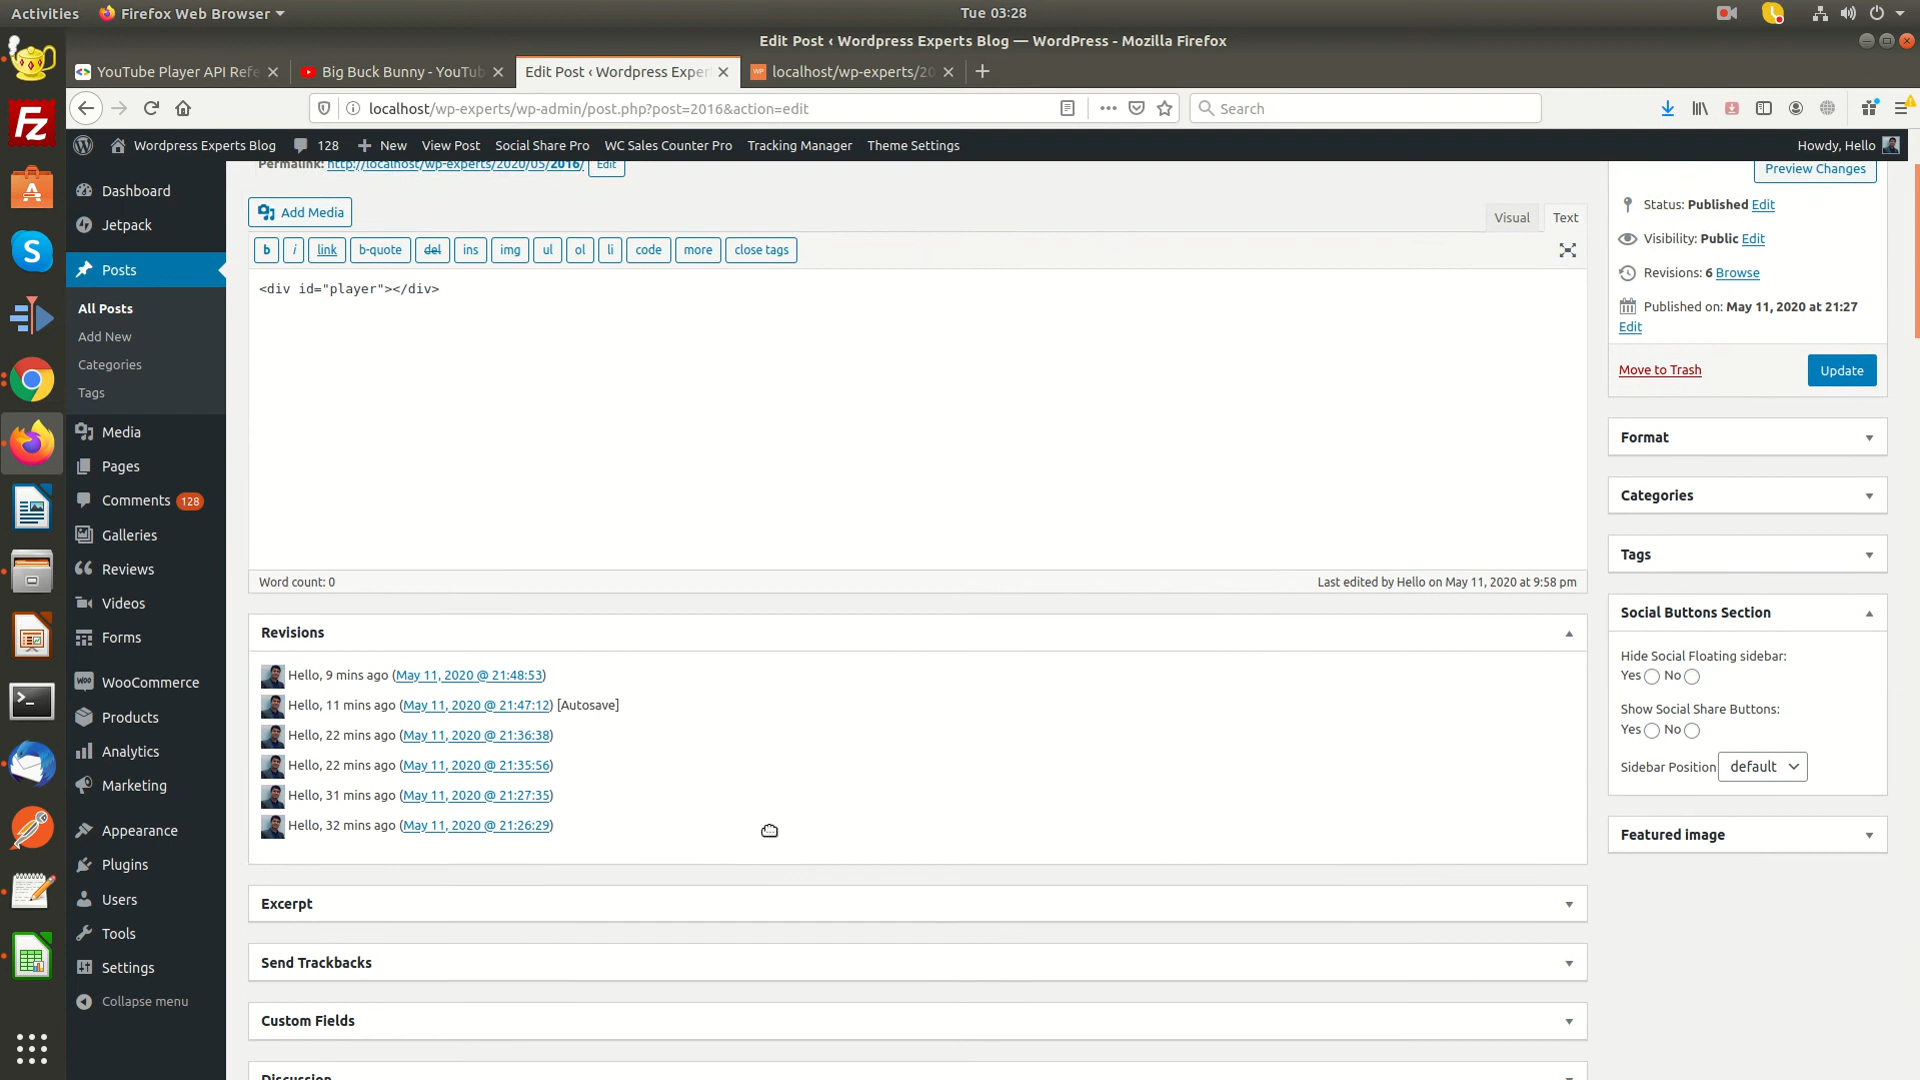 Activities
Firefox Web Browser
Tue 03:28
Edit Post ‹ Wordpress Experts Blog — WordPress - Mozilla Firefox
YouTube Player API Refe
Big Buck Bunny - YouTub
Edit Post ‹ Wordpress Exper
WP localhost/wp-experts/20
localhost/wp-experts/wp-admin/post.php?post=2016&action=edit
Search
Wordpress Experts Blog
128
New
View Post
Social Share Pro
WC Sales Counter Pro
Tracking Manager
Theme Settings
Howdy, Hello
Dashboard
Jetpack
Posts
All Posts
Add New
Categories
Tags
Media
Pages
Comments 128
Galleries
Reviews
Videos
Forms
WooCommerce
Products
Analytics
Marketing
Appearance
Plugins
Users
Tools
Settings
Collapse menu
Permalink: http://localhost/wp-experts/2020/05/2016/ Edit
Add Media
Visual
Text
b
i
link
b-quote
del
ins
img
ul
ol
li
code
more
close tags
<div id="player"></div>
Word count: 0
Last edited by Hello on May 11, 2020 at 9:58 pm
Revisions
Hello, 9 mins ago (May 11, 2020 @ 21:48:53)
Hello, 11 mins ago (May 11, 2020 @ 21:47:12) [Autosave]
Hello, 22 mins ago (May 11, 2020 @ 21:36:38)
Hello, 22 mins ago (May 11, 2020 @ 21:35:56)
Hello, 31 mins ago (May 11, 2020 @ 21:27:35)
Hello, 32 mins ago (May 11, 2020 @ 21:26:29)
Excerpt
Send Trackbacks
Custom Fields
Discussion
Preview Changes
Status: Published Edit
Visibility: Public Edit
Revisions: 6 Browse
Published on: May 11, 2020 at 21:27
Edit
Move to Trash
Update
Format
Categories
Tags
Social Buttons Section
Hide Social Floating sidebar:
Yes No
Show Social Share Buttons:
Yes No
Sidebar Position default
Featured image